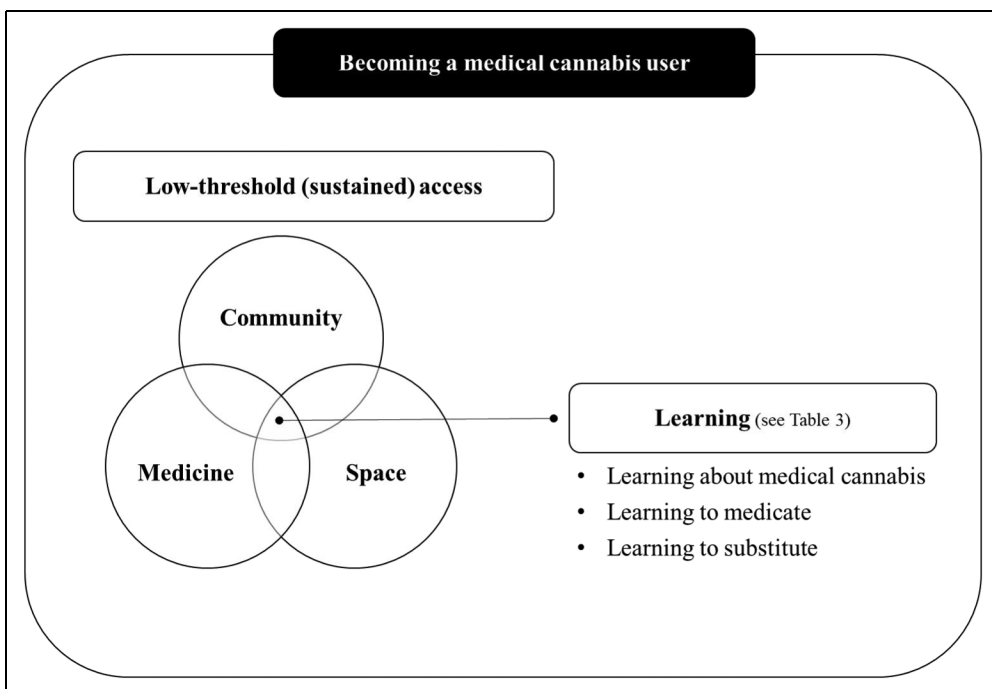 Becoming a medical cannabis user
Low-threshold (sustained) access
Community
Medicine
Space
Learning (see Table 3)
• Learning about medical cannabis
• Learning to medicate
• Learning to substitute